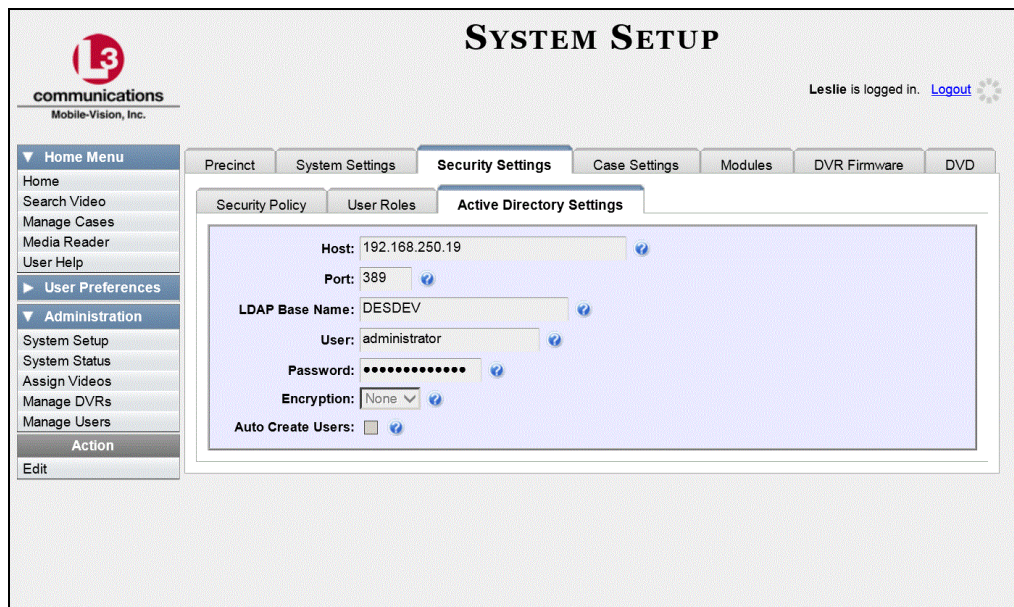 SYSTEM SETUP
L3
communications
Mobile-Vision, Inc.
Leslie is logged in. Logout
▼ Home Menu
Home
Search Video
Manage Cases
Media Reader
User Help
▶ User Preferences
▼ Administration
System Setup
System Status
Assign Videos
Manage DVRs
Manage Users
Action
Edit
Precinct System Settings Security Settings Case Settings Modules DVR Firmware DVD
Security Policy User Roles Active Directory Settings
Host: 192.168.250.19 ?
Port: 389 ?
LDAP Base Name: DESDEV ?
User: administrator ?
Password: ●●●●●●●●●●●●● ?
Encryption: None ?
Auto Create Users: ?